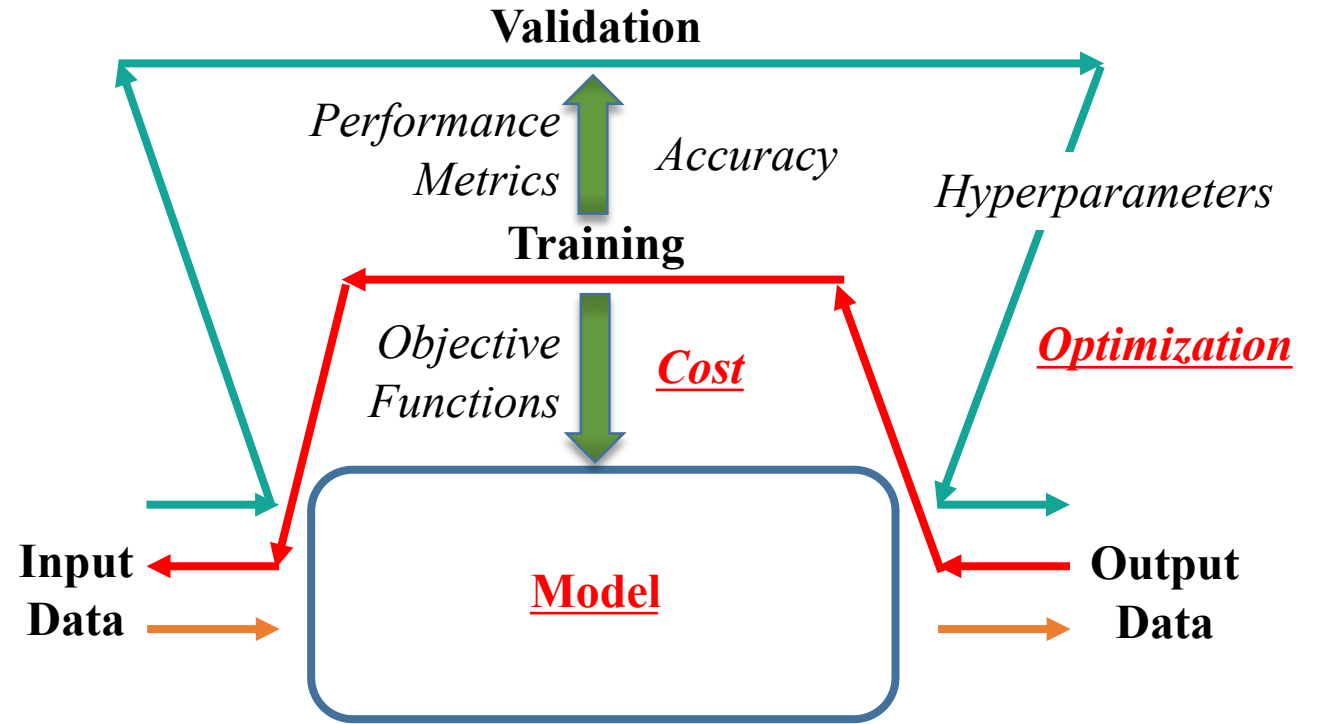 Validation
Performance
Metrics
Accuracy
Hyperparameters
Training
Objective
Functions
Cost
Optimization
Input
Data
Model
Output
Data